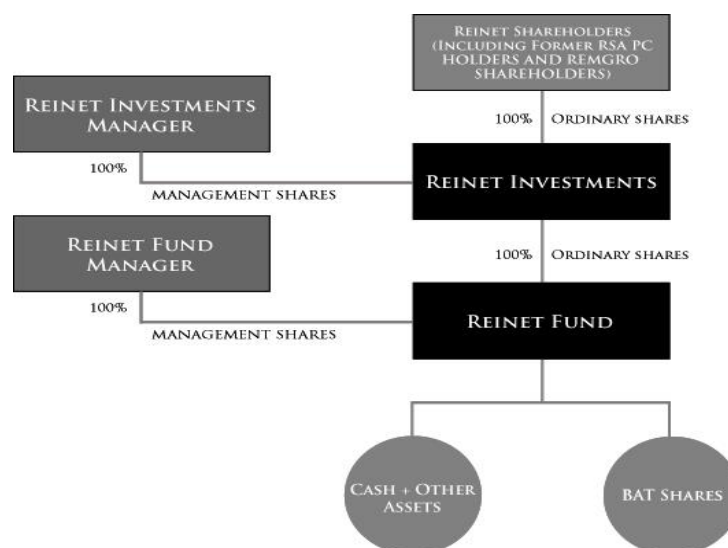 REINET SHAREHOLDERS
(INCLUDING FORMER RSA PC
HOLDERS AND REMGRO
SHAREHOLDERS)
REINET INVESTMENTS
MANAGER
100% ORDINARY SHARES
100%
MANAGEMENT SHARES
REINET INVESTMENTS
REINET FUND
MANAGER
100% ORDINARY SHARES
100%
MANAGEMENT SHARES
REINET FUND
CASH + OTHER
ASSETS
BAT SHARES